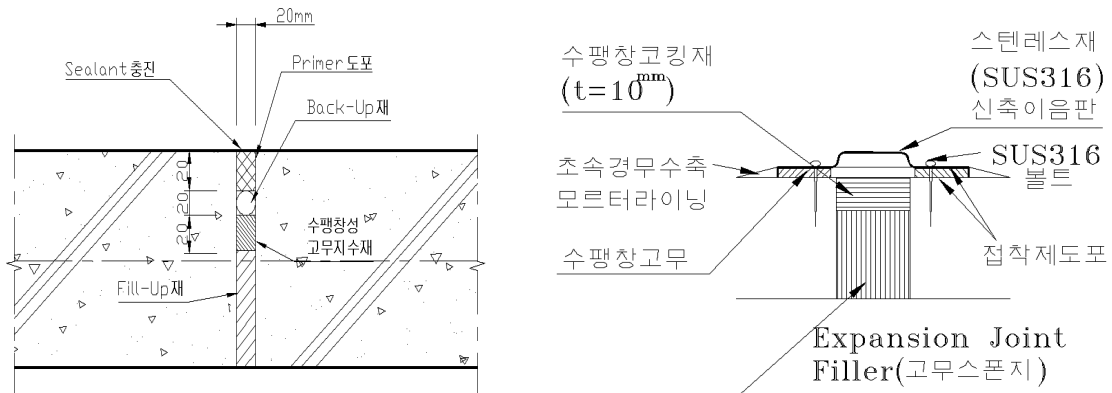 20mm
Sealant충진
Primer도포
Back-Up재
20
20
20
수팽창성
고무지수재
Fill-Up재
수팽창코킹재
(t=10mm)
스텐레스재
(SUS316)
신축이음판
초속경무수축
모르터라이닝
SUS316
볼트
수팽창고무
접착제도포
Expansion Joint
Filler(고무스폰지)